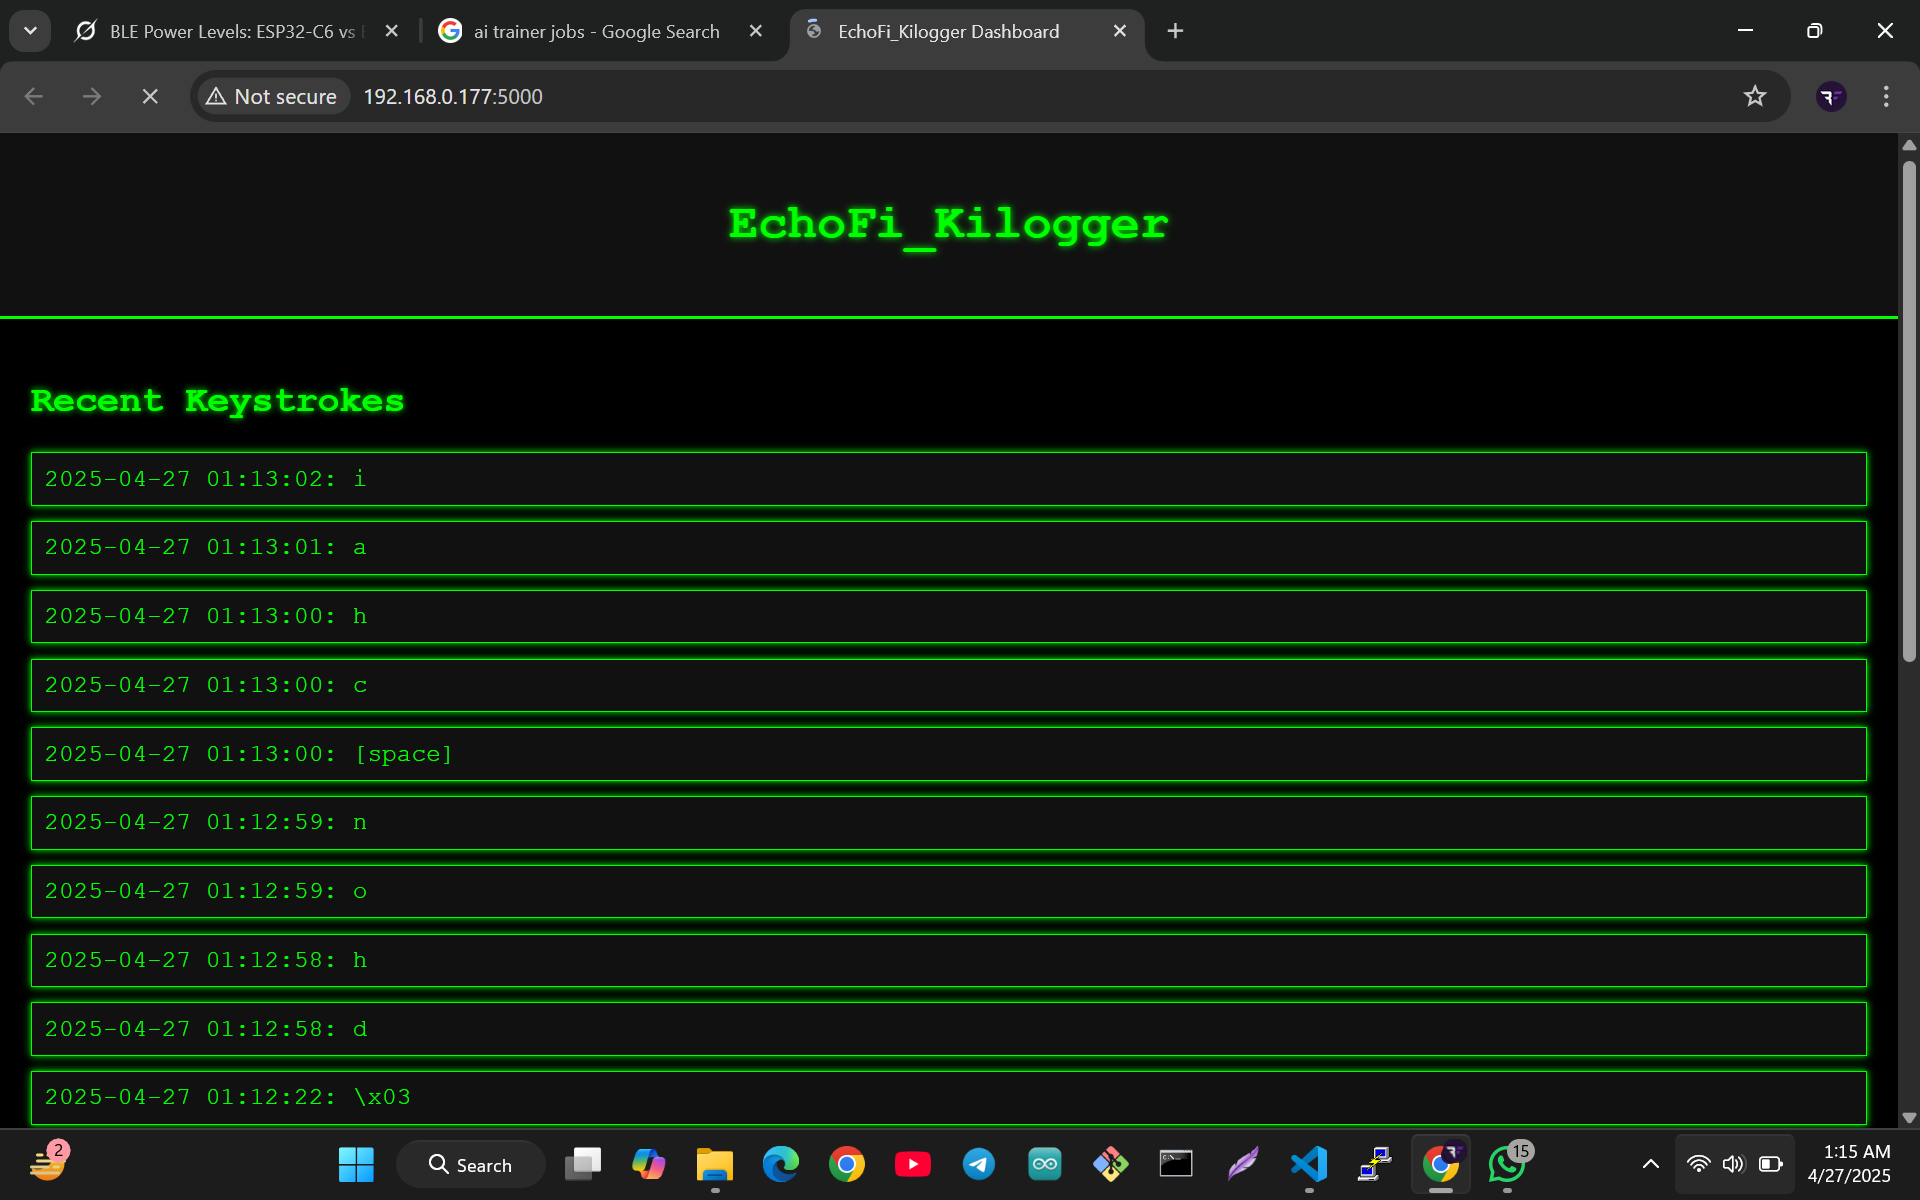 BLE Power Levels: ESP32-C6 vs
ai trainer jobs - Google Search
EchoFi_Kilogger Dashboard
Not secure
192.168.0.177:5000
EchoFi_Kilogger
Recent Keystrokes
2025-04-27 01:13:02: i
2025-04-27 01:13:01: a
2025-04-27 01:13:00: h
2025-04-27 01:13:00: c
2025-04-27 01:13:00: [space]
2025-04-27 01:12:59: n
2025-04-27 01:12:59: o
2025-04-27 01:12:58: h
2025-04-27 01:12:58: d
2025-04-27 01:12:22: \x03
2
Search
15
1:15 AM
4/27/2025